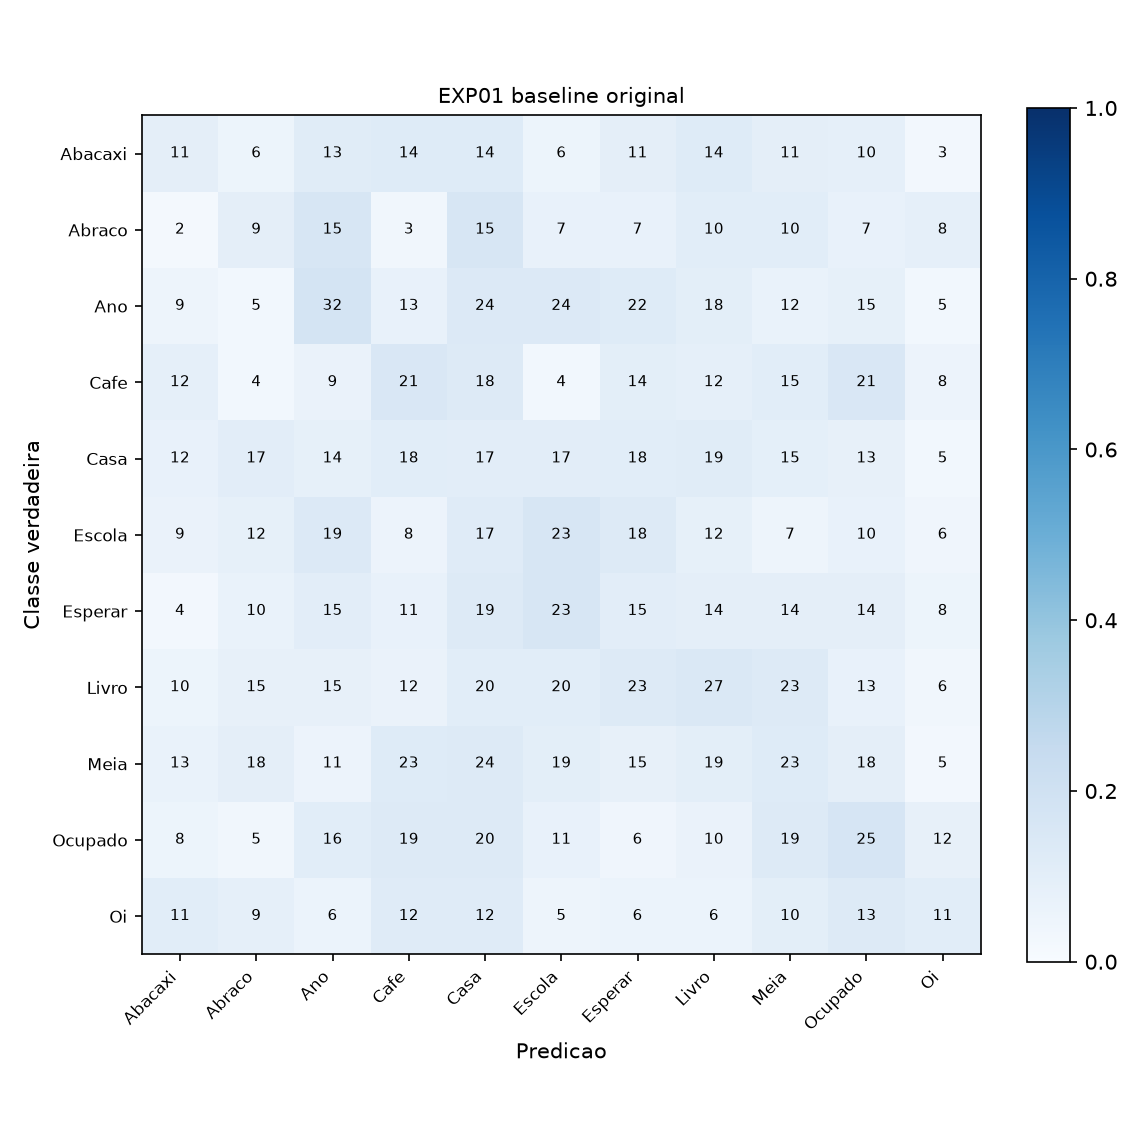 EXP01 baseline original
Abacaxi 11 6 13 14 14 6 11 14 11 10 3
Abraco 2 9 15 3 15 7 7 10 10 7 8
Ano 9 5 32 13 24 24 22 18 12 15 5
Cafe 12 4 9 21 18 4 14 12 15 21 8
Casa 12 17 14 18 17 17 18 19 15 13 5
Escola 9 12 19 8 17 23 18 12 7 10 6
Esperar 4 10 15 11 19 23 15 14 14 14 8
Livro 10 15 15 12 20 20 23 27 23 13 6
Meia 13 18 11 23 24 19 15 19 23 18 5
Ocupado 8 5 16 19 20 11 6 10 19 25 12
Oi 11 9 6 12 12 5 6 6 10 13 11
Abacaxi Abraco Ano Cafe Casa Escola Esperar Livro Meia Ocupado Oi
Predicao
Classe verdadeira
1.0
0.8
0.6
0.4
0.2
0.0